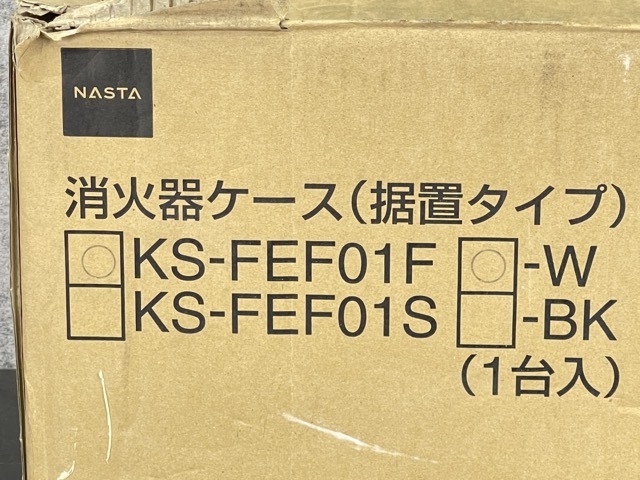 NASTA
消火器ケース(据置タイプ)
○KS-FEF01F ○-W
KS-FEF01S -BK
(1台入)